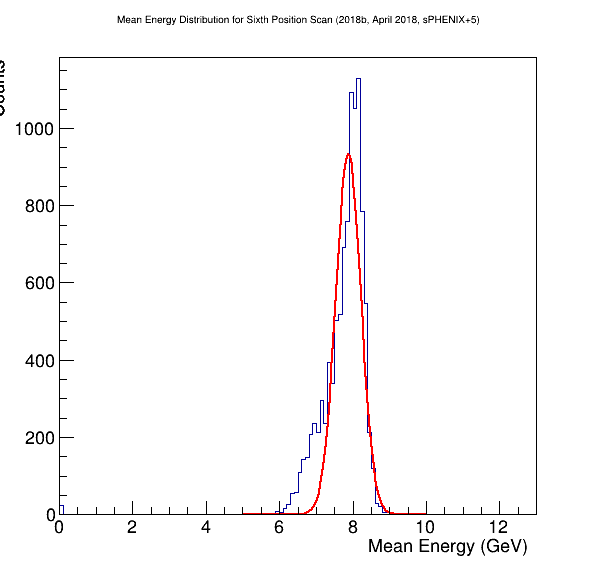 Mean Energy Distribution for Sixth Position Scan (2018b, April 2018, sPHENIX+5)
Counts
1000
800
600
400
200
0
0 2 4 6 8 10 12
Mean Energy (GeV)